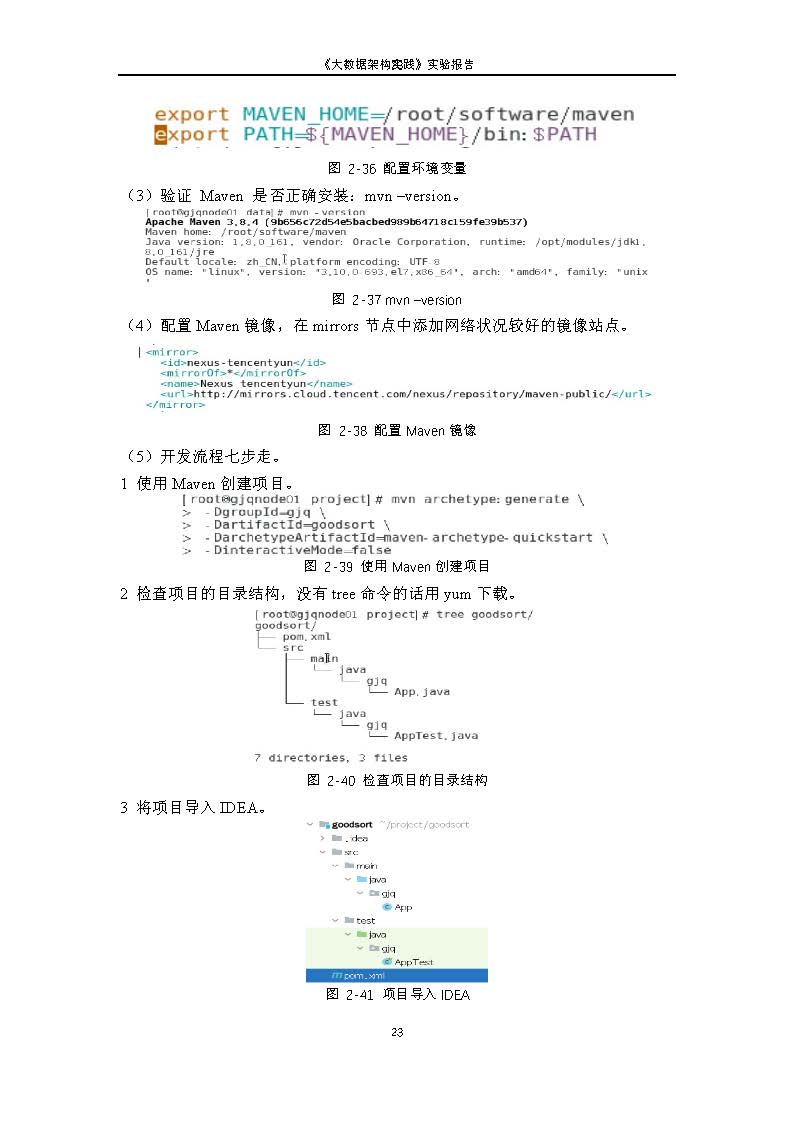 《大数据架构实践》实验报告
export MAVEN_HOME=/root/software/maven
export PATH=${MAVEN_HOME}/bin:$PATH
图 2-36 配置环境变量
（3）验证 Maven 是否正确安装：mvn –version。
[root@gjqnode01 data]# mvn -version
Apache Maven 3.8.4 (9b656c72d54e5bacbed989b64718c159fe39b537)
Maven home: /root/software/maven
Java version: 1.8.0_161, vendor: Oracle Corporation, runtime: /opt/modules/jdk1.
8.0_161/jre
Default locale: zh_CN, platform encoding: UTF-8
OS name: "linux", version: "3.10.0-693.el7.x86_64", arch: "amd64", family: "unix
"
图 2-37 mvn –version
（4）配置 Maven 镜像，在 mirrors 节点中添加网络状况较好的镜像站点。
<mirror>
<id>nexus-tencentyun</id>
<mirrorOf>*</mirrorOf>
<name>Nexus tencentyun</name>
<url>http://mirrors.cloud.tencent.com/nexus/repository/maven-public/</url>
</mirror>
图 2-38 配置 Maven 镜像
（5）开发流程七步走。
1 使用 Maven 创建项目。
[root@gjqnode01 project]# mvn archetype:generate \
> -DgroupId=gjq \
> -DartifactId=goodsort \
> -DarchetypeArtifactId=maven-archetype-quickstart \
> -DinteractiveMode=false
图 2-39 使用 Maven 创建项目
2 检查项目的目录结构，没有 tree 命令的话用 yum 下载。
[root@gjqnode01 project]# tree goodsort/
goodsort/
├── pom.xml
└── src
├── main
│   └── java
│       └── gjq
│           └── App.java
└── test
└── java
└── gjq
└── AppTest.java
7 directories, 3 files
图 2-40 检查项目的目录结构
3 将项目导入 IDEA。
goodsort ~/project/goodsort
.idea
src
main
java
gjq
App
test
java
gjq
AppTest
pom.xml
图 2-41 项目导入 IDEA
23